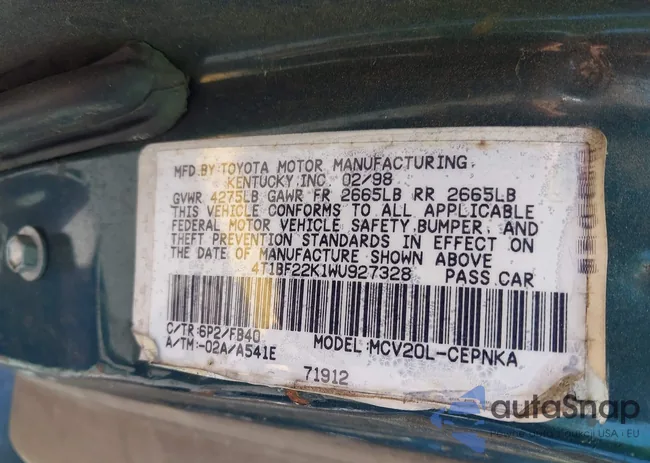 MFD.BY TOYOTA MOTOR MANUFACTURING,
KENTUCKY,INC. 02/98
GVWR 4275LB GAWR FR 2665LB RR 2665LB
THIS VEHICLE CONFORMS TO ALL APPLICABLE
FEDERAL MOTOR VEHICLE SAFETY,BUMPER, AND
THEFT PREVENTION STANDARDS IN EFFECT ON
THE DATE OF MANUFACTURE SHOWN ABOVE
4T1BF22K1WU927328 PASS.CAR
C/TR:6P2/FB40 MODEL:MCV20L-CEPNKA
A/TM:-02A/A541E
71912
autoSnap